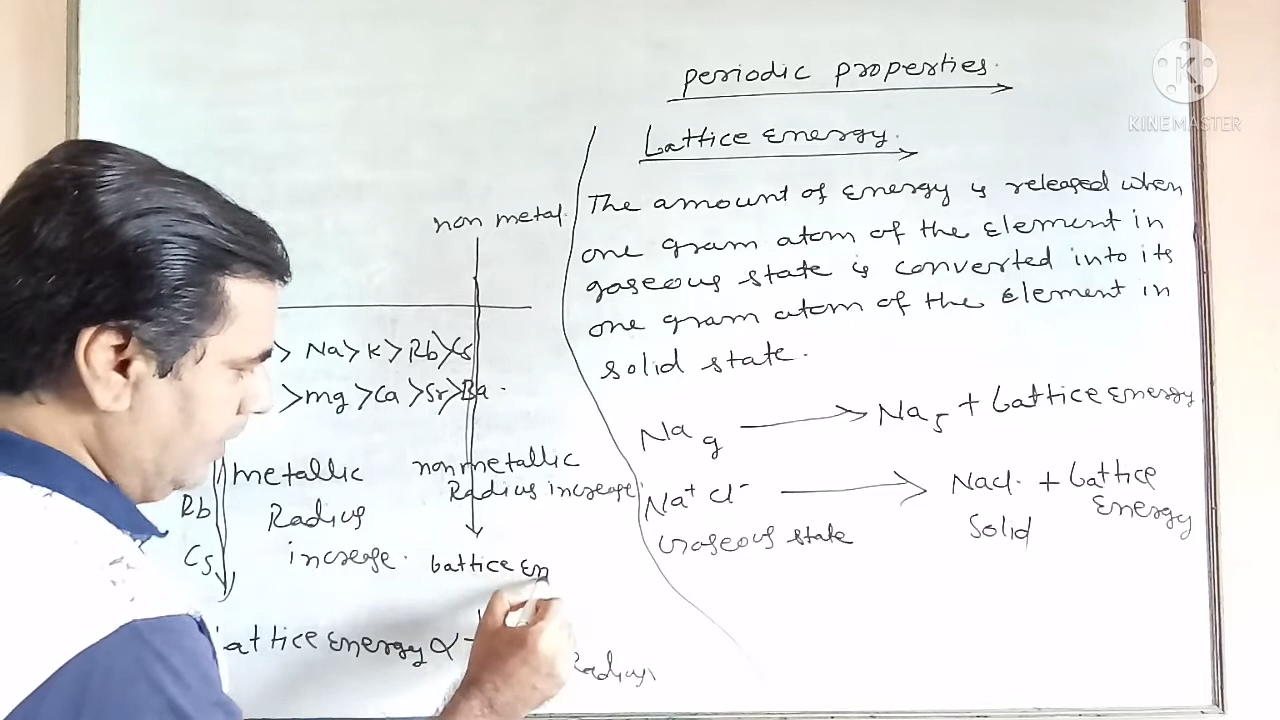 periodic properties.
KINEMASTER
Lattice energy.
The amount of energy is released when
one gram atom of the element in
gaseous state is converted into its
one gram atom of the element in
solid state.
Na g → Na s + Lattice energy
Na⁺ Cl⁻ → NaCl. + Lattice
energy
Gaseous state
Solid
non metal.
> Na > K > Rb > Cs
> mg > Ca > Sr > Ba .
metallic
Radius
increase.
Rb
Cs
nonmetallic
Radius increase
Lattice En
lattice energy ∝
Radius